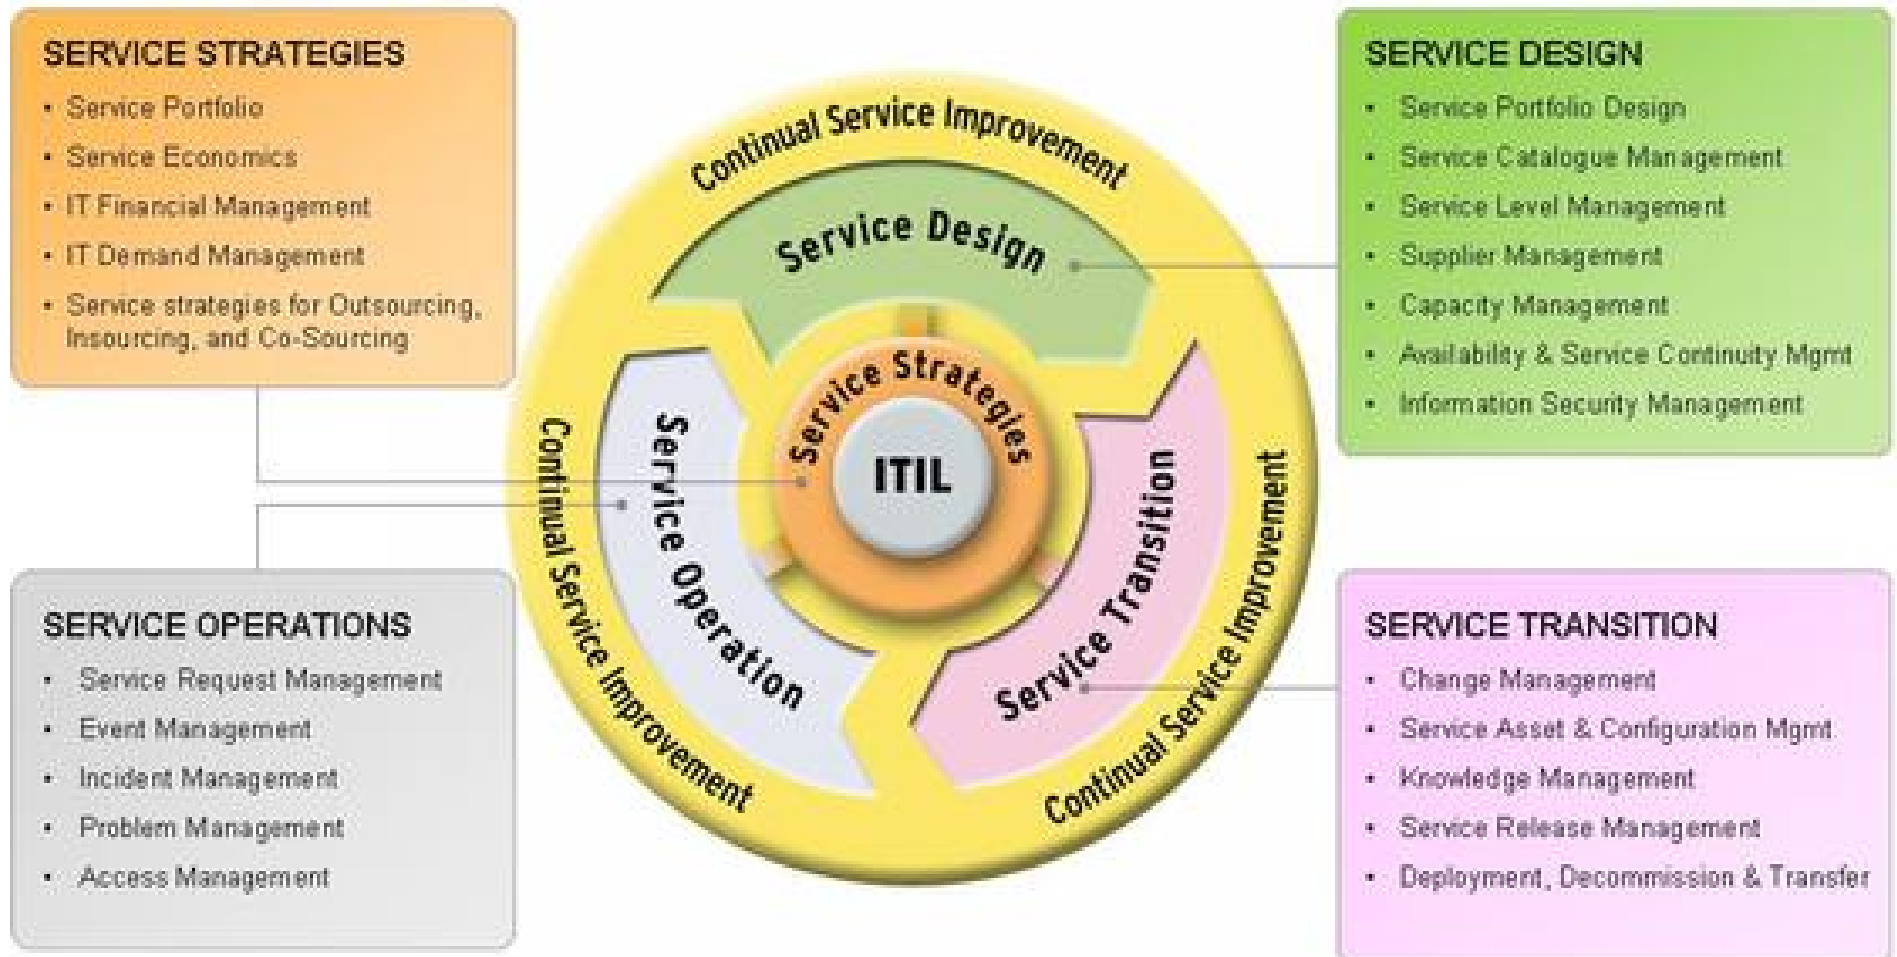 SERVICE STRATEGIES
• Service Portfolio
• Service Economics
• IT Financial Management
• IT Demand Management
• Service strategies for Outsourcing,
Insourcing, and Co-Sourcing
SERVICE OPERATIONS
• Service Request Management
• Event Management
• Incident Management
• Problem Management
• Access Management
Continual Service Improvement
Service Design
Service Strategies
ITIL
Service Operation
Service Transition
Continual Service Improvement
Continual Service Improvement
SERVICE DESIGN
• Service Portfolio Design
• Service Catalogue Management
• Service Level Management
• Supplier Management
• Capacity Management
• Availability & Service Continuity Mgmt
• Information Security Management
SERVICE TRANSITION
• Change Management
• Service Asset & Configuration Mgmt
• Knowledge Management
• Service Release Management
• Deployment, Decommission & Transfer